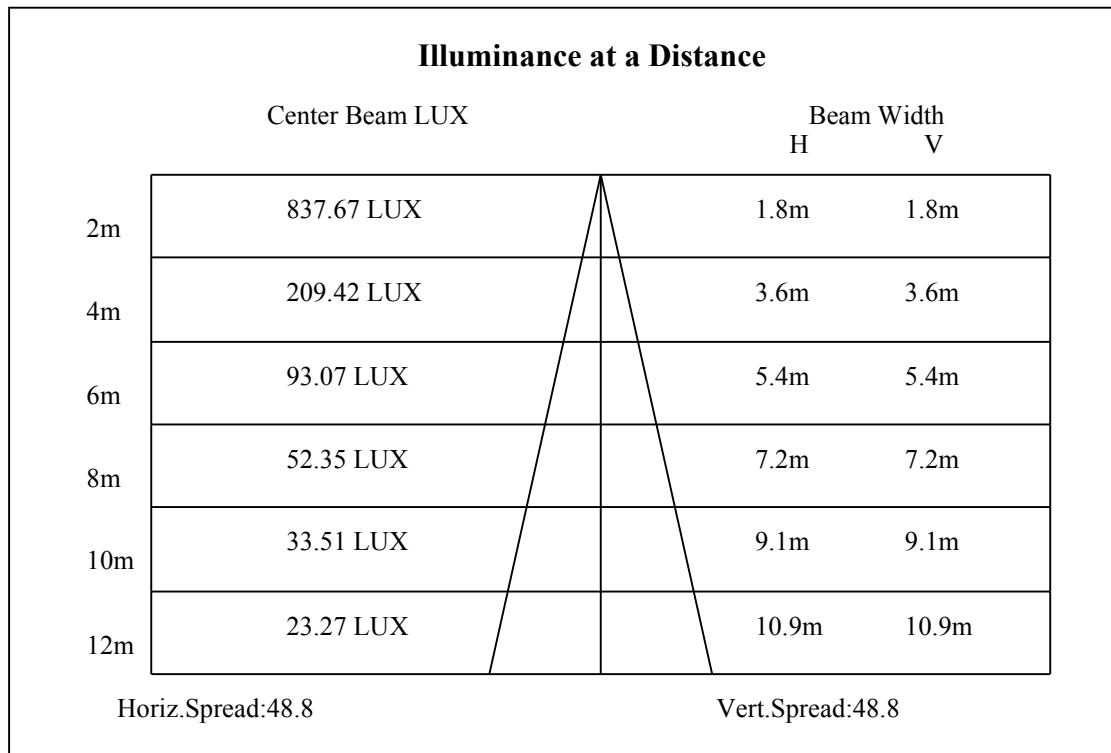 Illuminance at a Distance
Center Beam LUX Beam Width
H V
2m 837.67 LUX 1.8m 1.8m
4m 209.42 LUX 3.6m 3.6m
6m 93.07 LUX 5.4m 5.4m
8m 52.35 LUX 7.2m 7.2m
10m 33.51 LUX 9.1m 9.1m
12m 23.27 LUX 10.9m 10.9m
Horiz.Spread:48.8 Vert.Spread:48.8